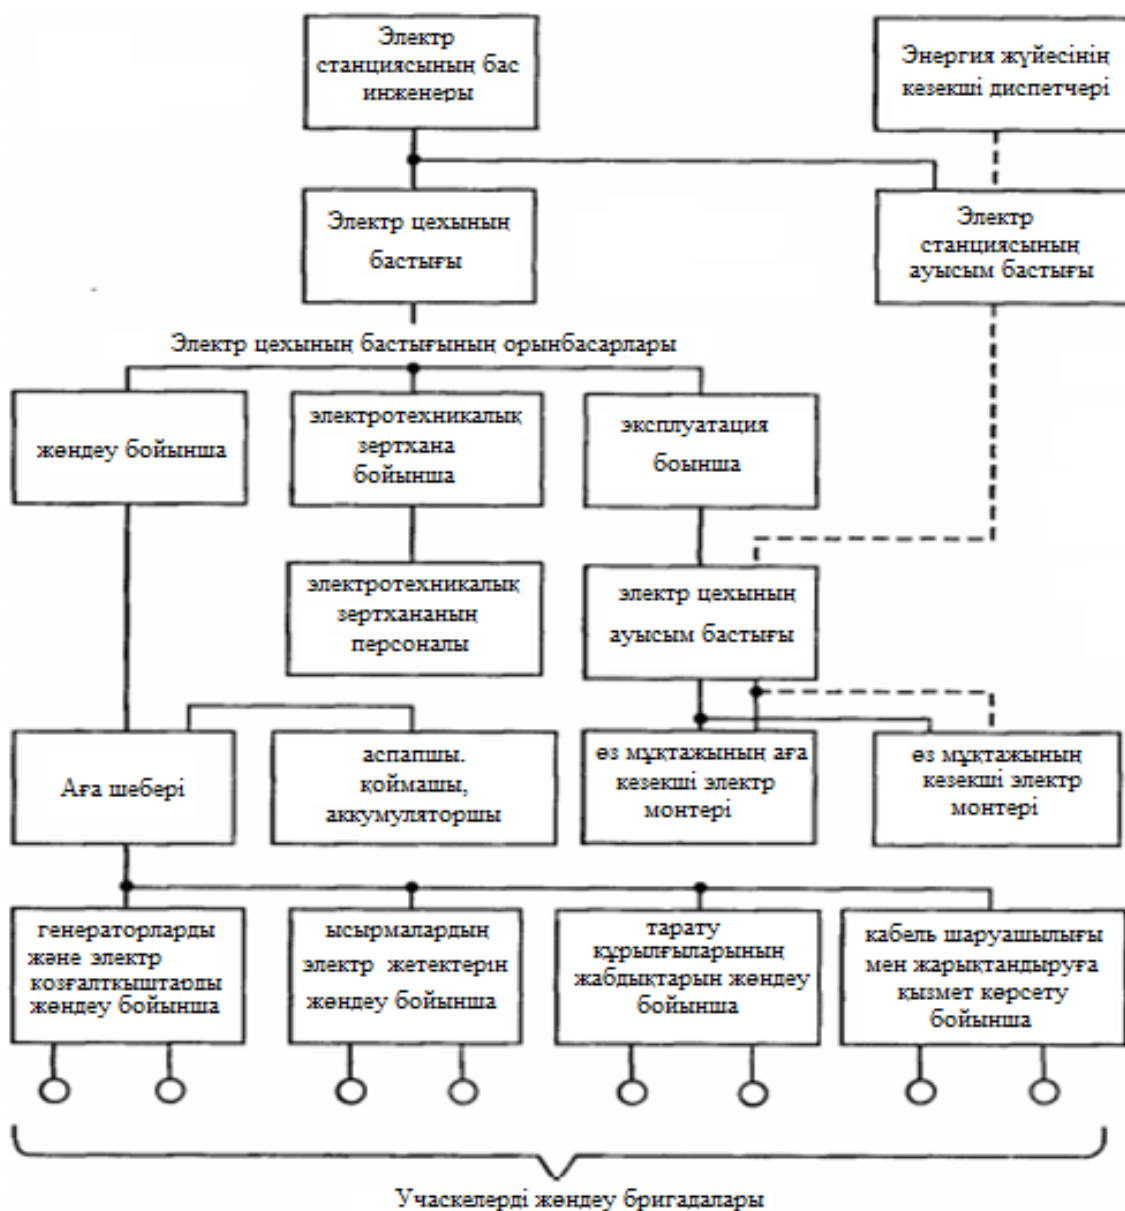 Электр
станциясының бас
инженеры
Энергия жүйесінің
кезекші диспетчері
Электр цехының
бастығы
Электр
станциясының
ауысым бастығы
Электр цехының бастығының орынбасарлары
жөндеу бойынша
электротехникалық
зертхана
бойынша
эксплуатация
боынша
электротехникалық
зертхананың
персоналы
электр цехының
ауысым бастығы
Аға шебері
аспапшы.
қоймашы,
аккумуляторшы
өз мұқтажының аға
кезекші электр
монтері
өз мұқтажының
кезекші электр
монтері
генераторларды
және электр
қозғалткыштарды
жөндеу бойынша
ысырмалардың
электр жетектерін
жөндеу бойынша
тарату
құрылғыларының
жабдықтарын жөндеу
бойынша
кабель шаруашылығы
мен жарықтандыруға
қызмет көрсету
бойынша
Учаскелерді жөндеу бригадалары